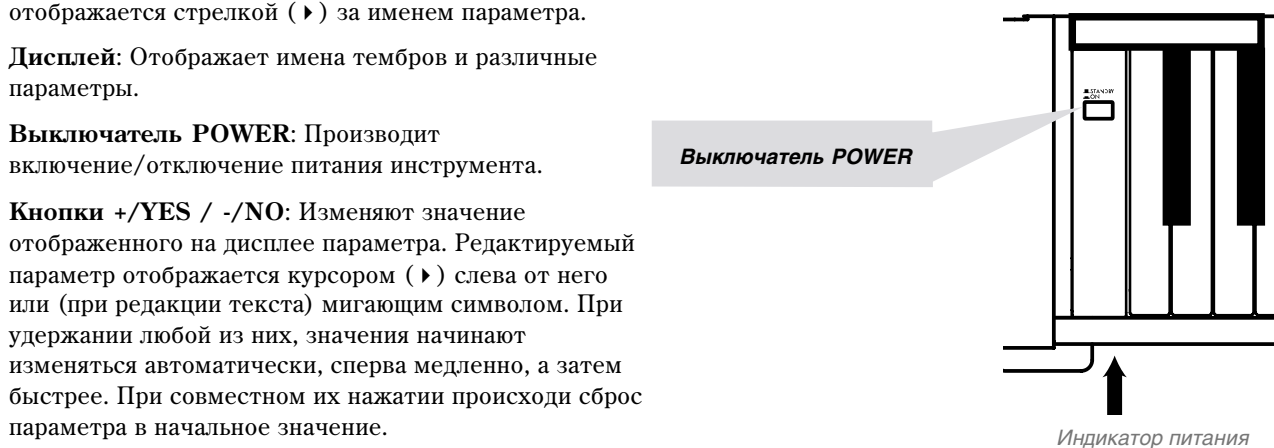 отображается стрелкой (▸) за именем параметра.
Дисплей: Отображает имена тембров и различные
параметры.
Выключатель POWER: Производит
включение/отключение питания инструмента.
Кнопки +/YES / -/NO: Изменяют значение
отображенного на дисплее параметра. Редактируемый
параметр отображается курсором (▸) слева от него
или (при редакции текста) мигающим символом. При
удержании любой из них, значения начинают
изменяться автоматически, сперва медленно, а затем
быстрее. При совместном их нажатии происходи сброс
параметра в начальное значение.
STANDBY
ON
Выключатель POWER
Индикатор питания